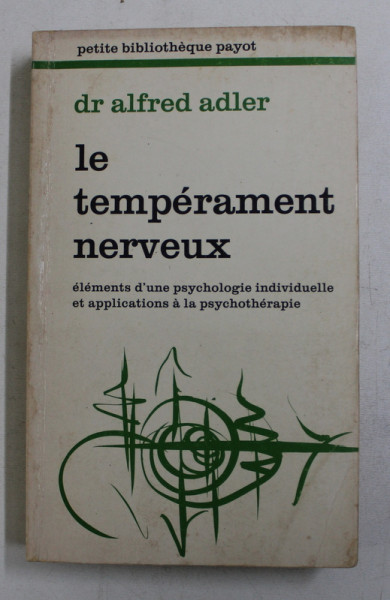 petite bibliothèque payot
dr alfred adler
le
tempérament
nerveux
éléments d'une psychologie individuelle
et applications à la psychothérapie